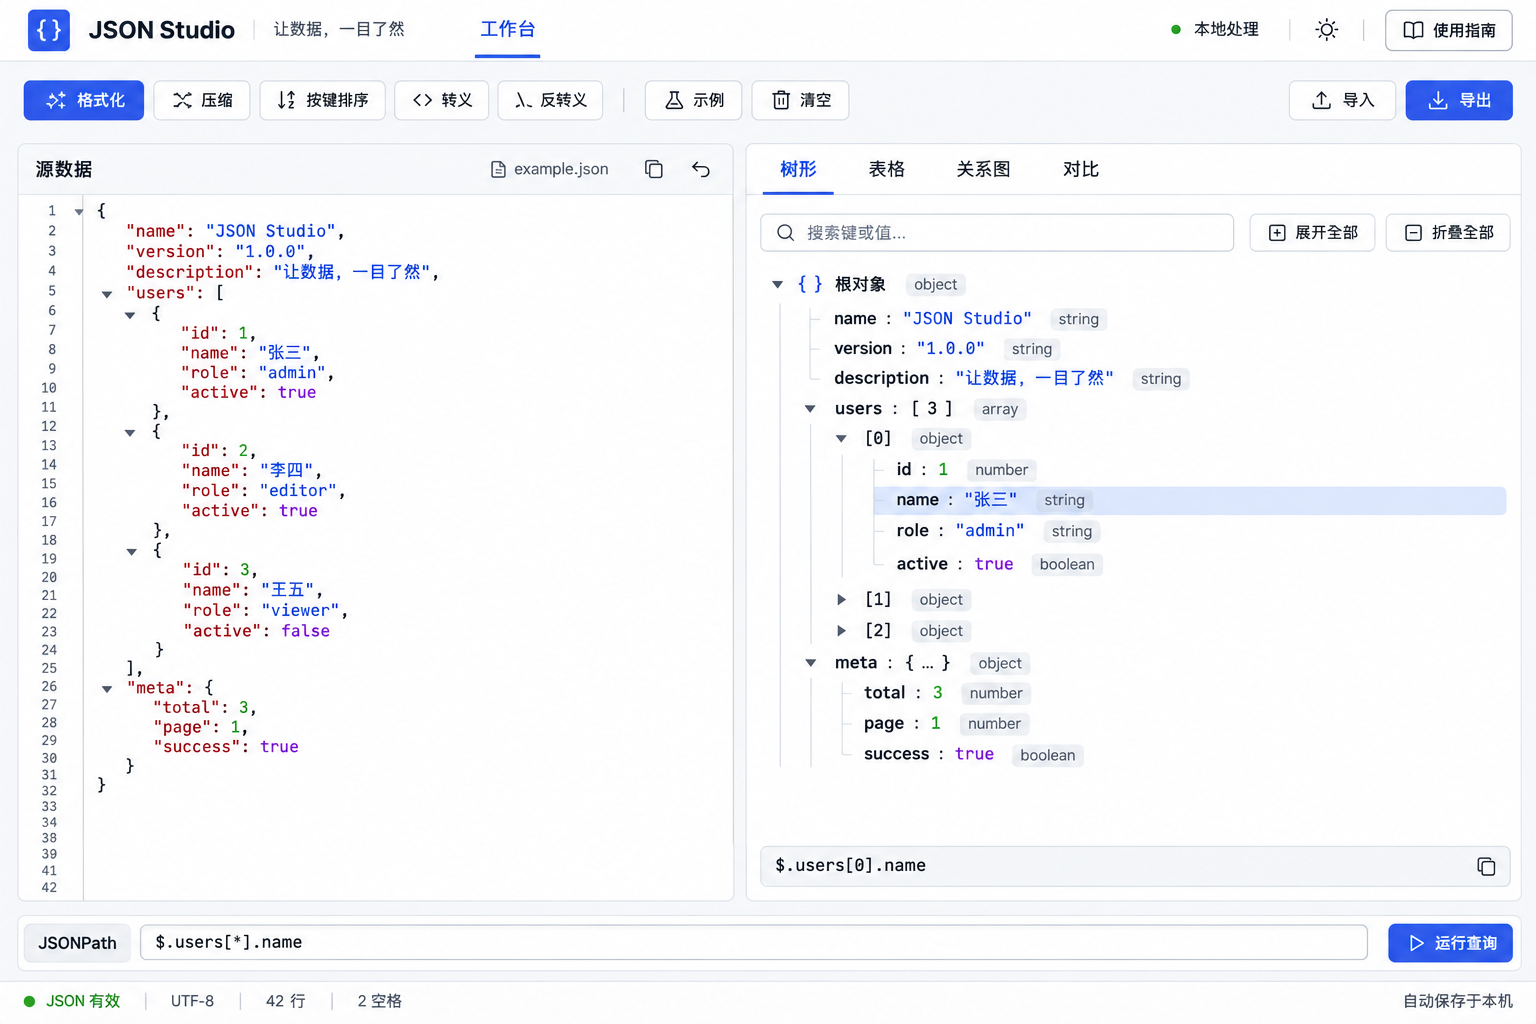 {} JSON Studio 让数据，一目了然 工作台 本地处理 使用指南
格式化 压缩 按键排序 <> 转义 反转义 示例 清空 导入 导出
源数据 example.json
1 {
2 "name": "JSON Studio",
3 "version": "1.0.0",
4 "description": "让数据，一目了然",
5 "users": [
6 {
7 "id": 1,
8 "name": "张三",
9 "role": "admin",
10 "active": true
11 },
12 {
13 "id": 2,
14 "name": "李四",
15 "role": "editor",
16 "active": true
17 },
18 {
19 "id": 3,
20 "name": "王五",
21 "role": "viewer",
22 "active": false
23 }
24 ],
25 "meta": {
26 "total": 3,
27 "page": 1,
28 "success": true
29 }
30 }
31
32
33
34
38
39
41
42
树形 表格 关系图 对比
搜索键或值... 展开全部 折叠全部
{ } 根对象 object
name : "JSON Studio" string
version : "1.0.0" string
description : "让数据，一目了然" string
users : [ 3 ] array
[0] object
id : 1 number
name : "张三" string
role : "admin" string
active : true boolean
[1] object
[2] object
meta : { ... } object
total : 3 number
page : 1 number
success : true boolean
$.users[0].name
JSONPath $.users[*].name 运行查询
JSON 有效 UTF-8 42 行 2 空格 自动保存于本机